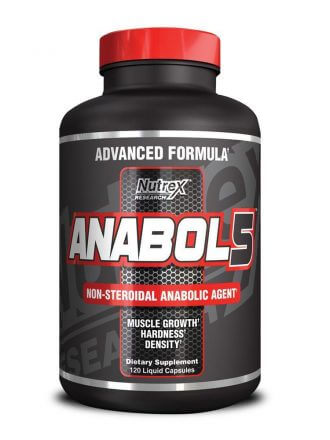 ADVANCED FORMULA*
Nutrex
RESEARCH
ANABOL5
NON-STEROIDAL ANABOLIC AGENT†
MUSCLE GROWTH†
HARDNESS†
DENSITY†
Dietary Supplement
120 Liquid Capsules